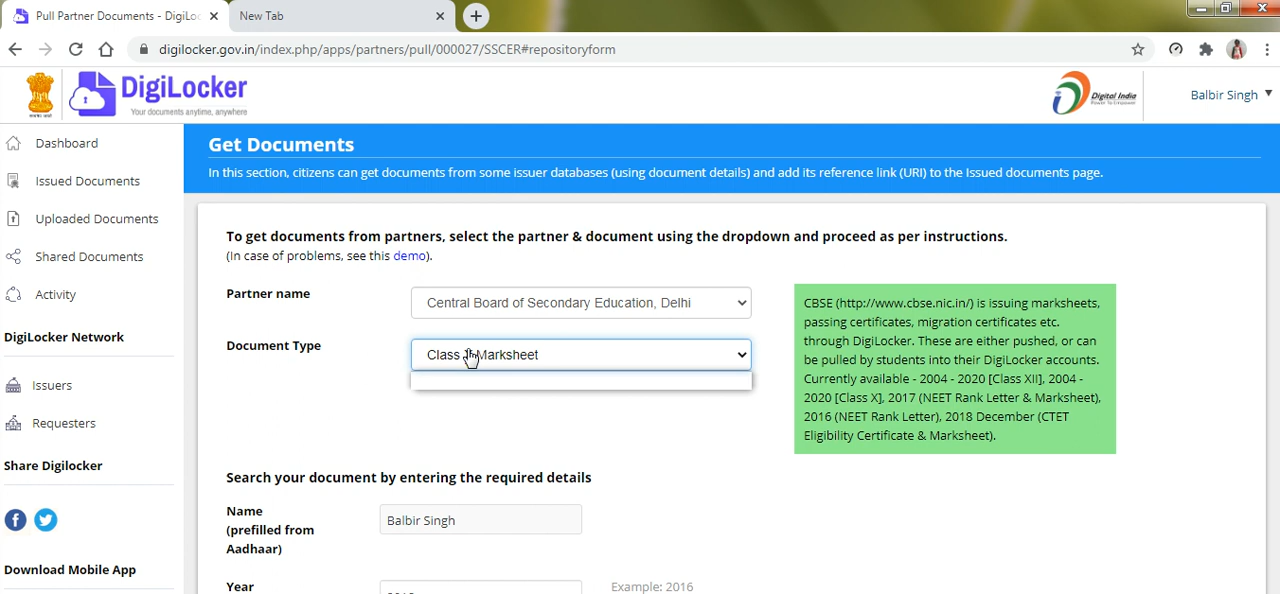 Pull Partner Documents - DigiLoc
New Tab
digilocker.gov.in/index.php/apps/partners/pull/000027/SSCER#repositoryform
DigiLocker
Your documents anytime, anywhere
Digital India
Power To Empower
Balbir Singh
Dashboard
Issued Documents
Uploaded Documents
Shared Documents
Activity
DigiLocker Network
Issuers
Requesters
Share Digilocker
Download Mobile App
Get Documents
In this section, citizens can get documents from some issuer databases (using document details) and add its reference link (URI) to the Issued documents page.
To get documents from partners, select the partner & document using the dropdown and proceed as per instructions.
(In case of problems, see this demo).
Partner name
Central Board of Secondary Education, Delhi
Document Type
Class Marksheet
CBSE (http://www.cbse.nic.in/) is issuing marksheets,
passing certificates, migration certificates etc.
through DigiLocker. These are either pushed, or can
be pulled by students into their DigiLocker accounts.
Currently available - 2004 - 2020 [Class XII], 2004 -
2020 [Class X], 2017 (NEET Rank Letter & Marksheet),
2016 (NEET Rank Letter), 2018 December (CTET
Eligibility Certificate & Marksheet).
Search your document by entering the required details
Name
(prefilled from
Aadhaar)
Balbir Singh
Year
Example: 2016